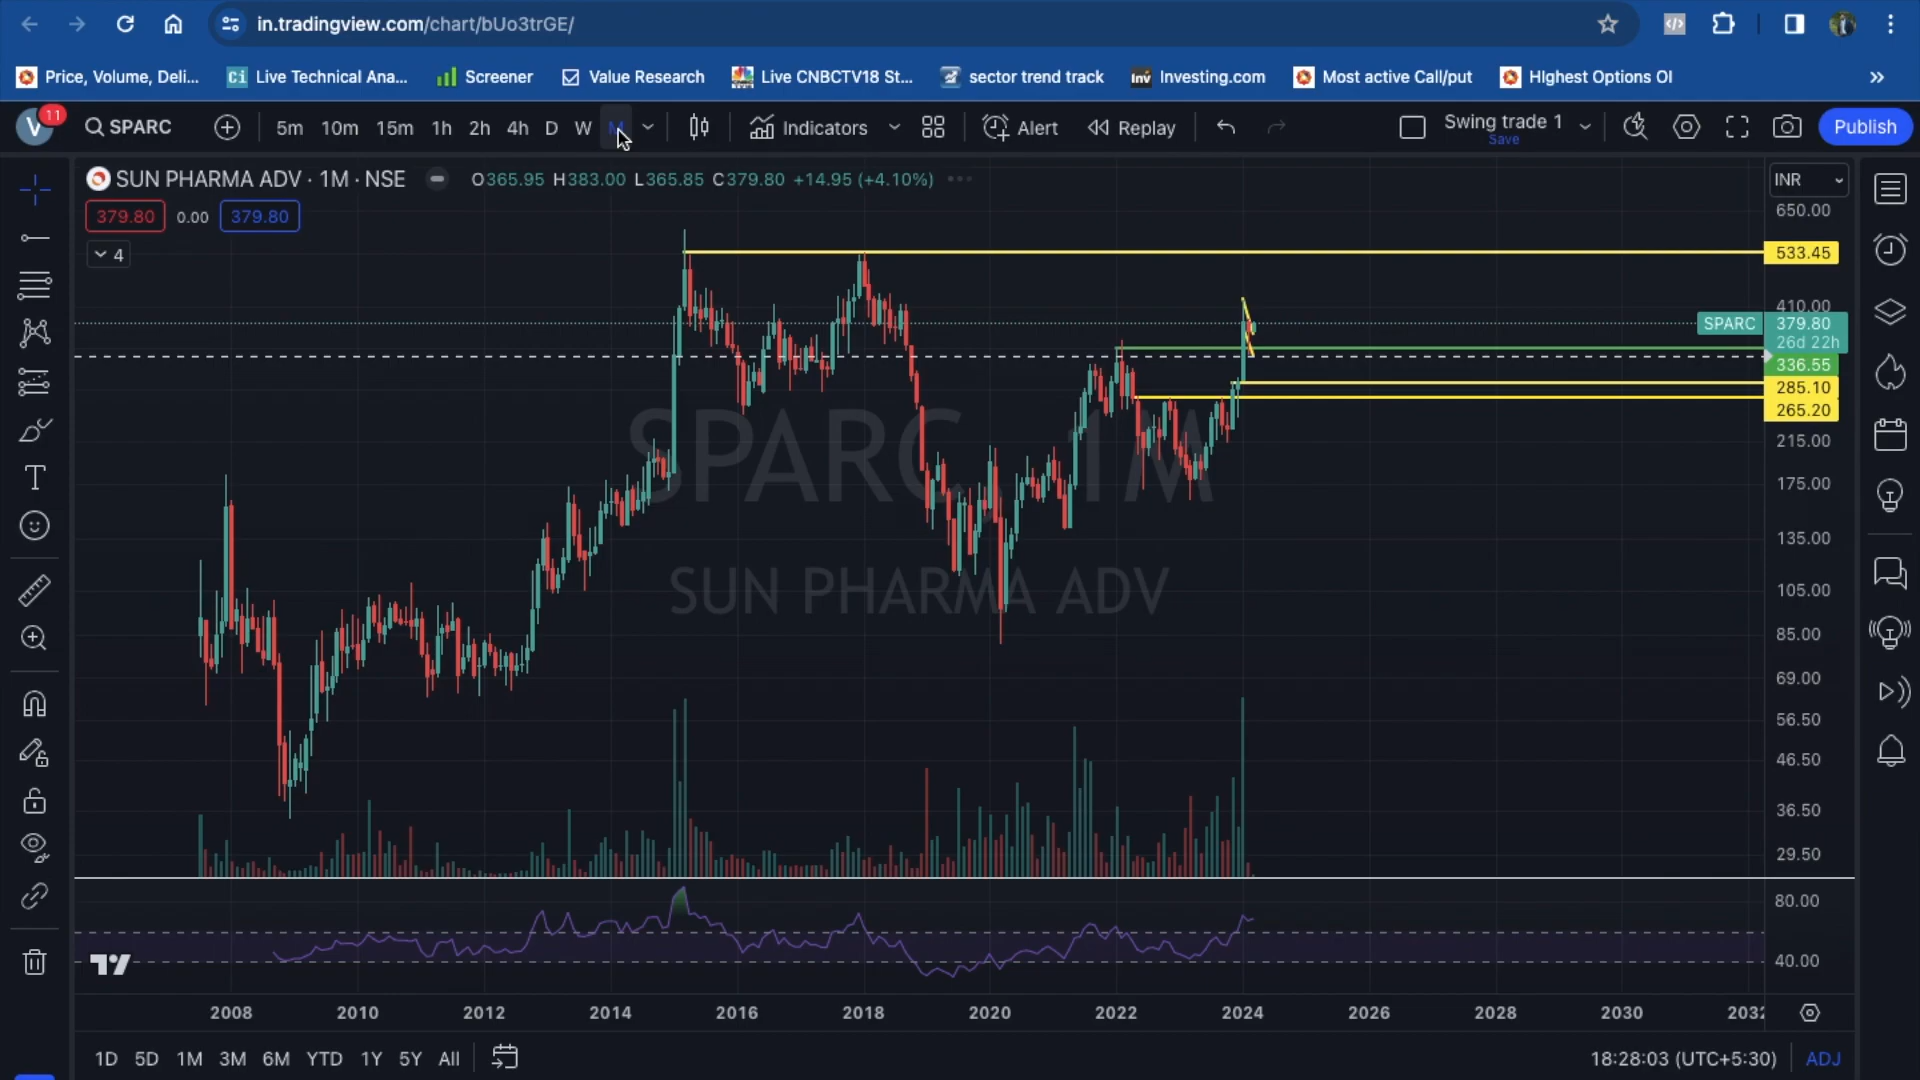 in.tradingview.com/chart/bUo3trGE/
Price, Volume, Deli...
Ci Live Technical Ana...
Screener
Value Research
Live CNBCTV18 St...
sector trend track
Inv Investing.com
Most active Call/put
HIghest Options OI
»
V 11 SPARC 5m 10m 15m 1h 2h 4h D W M Indicators Alert Replay Swing trade 1 Save Publish
SUN PHARMA ADV · 1M · NSE O365.95 H383.00 L365.85 C379.80 +14.95 (+4.10%)
379.80 0.00 379.80
4
INR
650.00
533.45
410.00
SPARC 379.80
26d 22h
336.55
285.10
265.20
215.00
175.00
135.00
105.00
85.00
69.00
56.50
46.50
36.50
29.50
80.00
40.00
SPARC, 1M
SUN PHARMA ADV
2008 2010 2012 2014 2016 2018 2020 2022 2024 2026 2028 2030 2032
1D 5D 1M 3M 6M YTD 1Y 5Y All 18:28:03 (UTC+5:30) ADJ